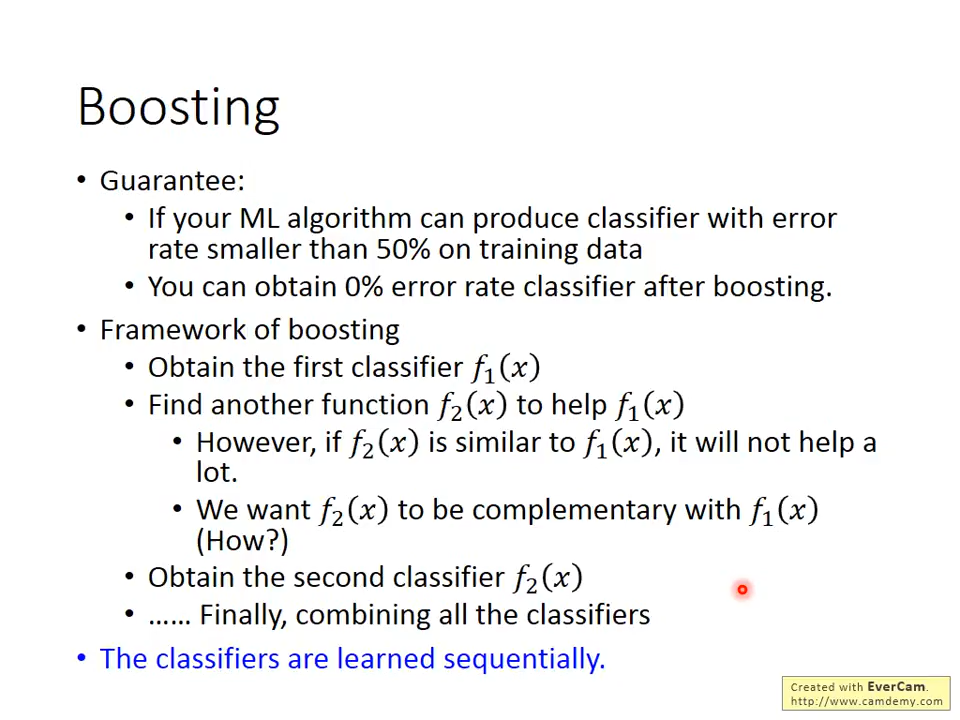 Boosting
• Guarantee:
• If your ML algorithm can produce classifier with error
rate smaller than 50% on training data
• You can obtain 0% error rate classifier after boosting.
• Framework of boosting
• Obtain the first classifier f₁(x)
• Find another function f₂(x) to help f₁(x)
• However, if f₂(x) is similar to f₁(x), it will not help a
lot.
• We want f₂(x) to be complementary with f₁(x)
(How?)
• Obtain the second classifier f₂(x)
• …… Finally, combining all the classifiers
• The classifiers are learned sequentially.
Created with EverCam.
http://www.camdemy.com